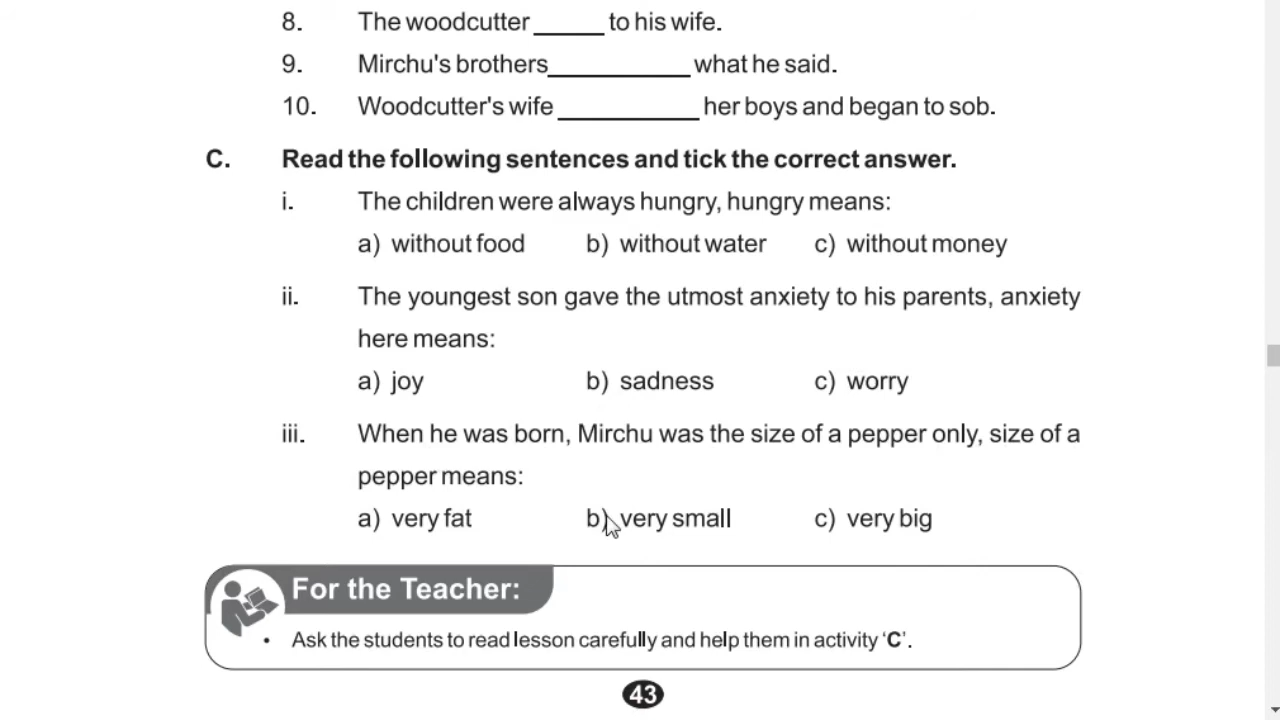 8. The woodcutter _____ to his wife.
9. Mirchu's brothers__________ what he said.
10. Woodcutter's wife __________ her boys and began to sob.
C. Read the following sentences and tick the correct answer.
i. The children were always hungry, hungry means:
a) without food b) without water c) without money
ii. The youngest son gave the utmost anxiety to his parents, anxiety
here means:
a) joy b) sadness c) worry
iii. When he was born, Mirchu was the size of a pepper only, size of a
pepper means:
a) very fat b) very small c) very big
For the Teacher:
• Ask the students to read lesson carefully and help them in activity ‘C’.
43